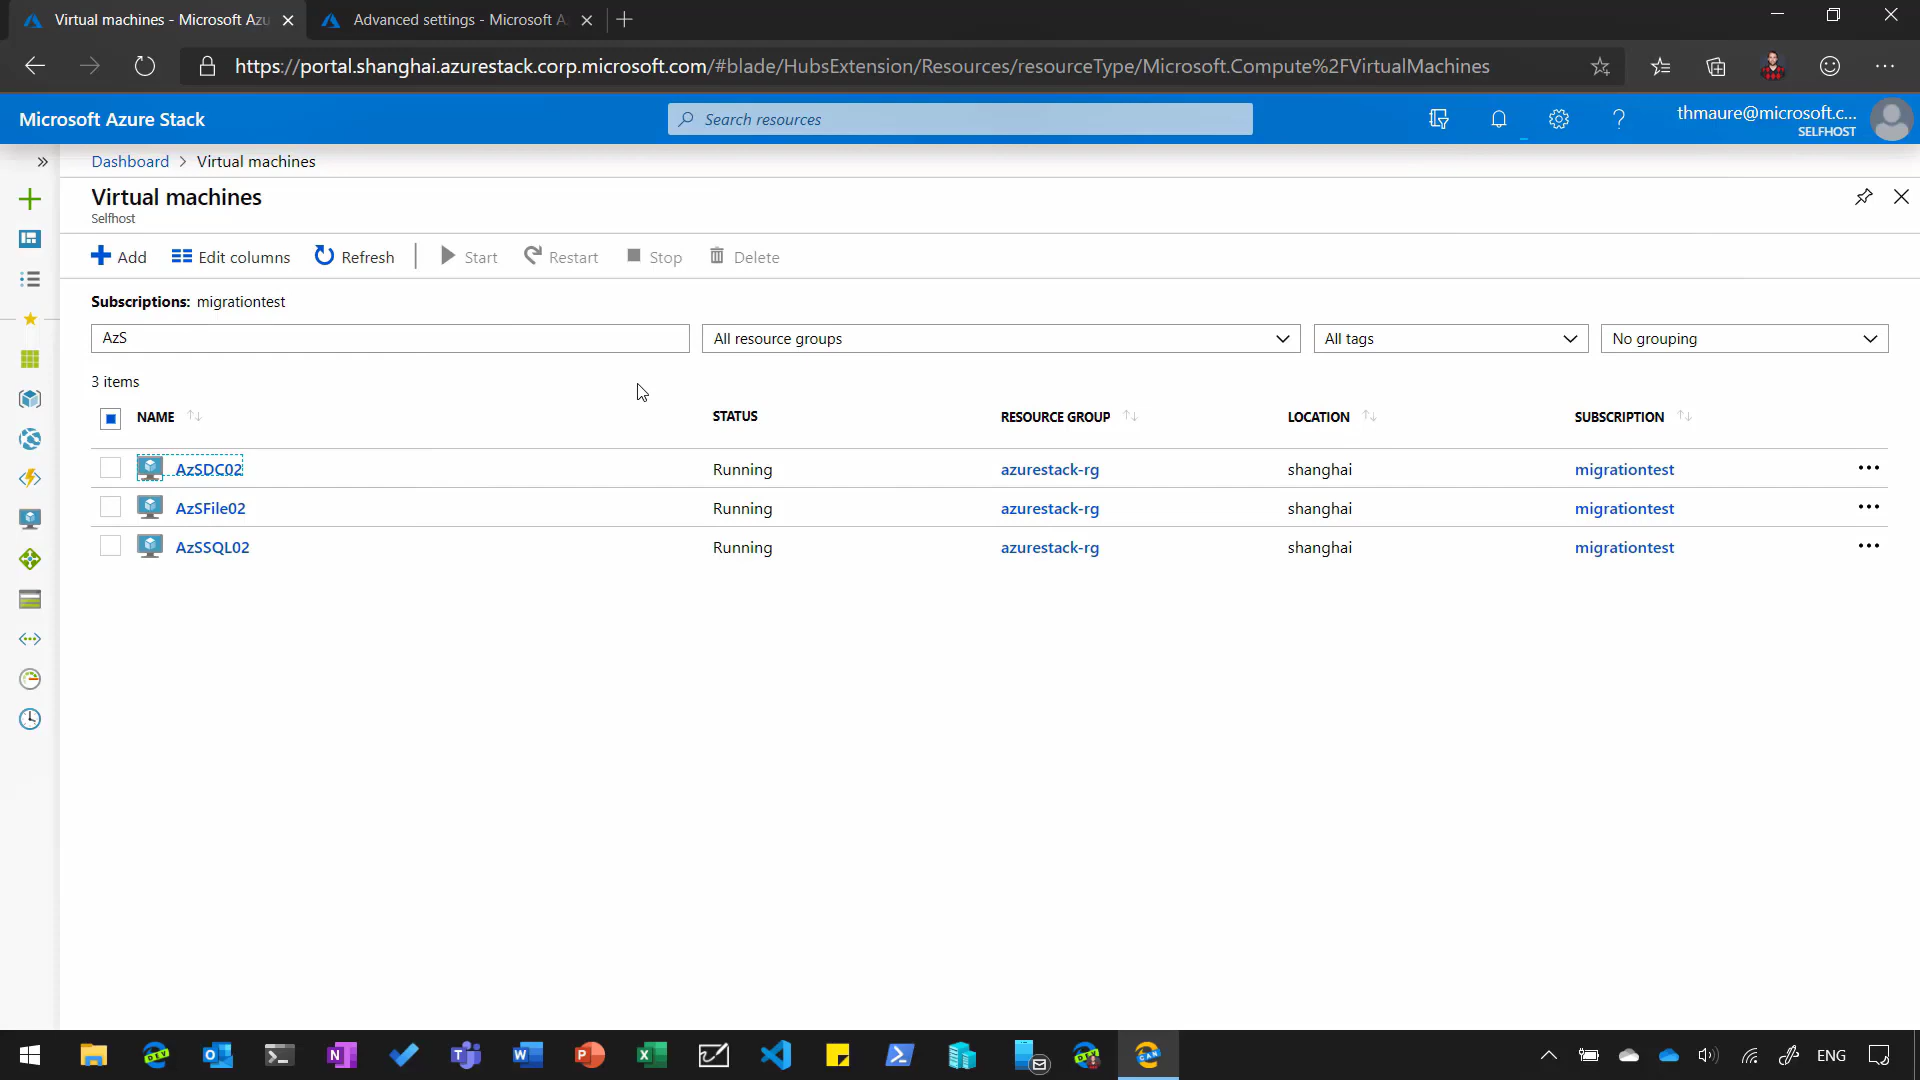 Virtual machines - Microsoft Azu
Advanced settings - Microsoft A
https://portal.shanghai.azurestack.corp.microsoft.com/#blade/HubsExtension/Resources/resourceType/Microsoft.Compute%2FVirtualMachines
Microsoft Azure Stack
Search resources
thmaure@microsoft.c...
SELFHOST
Dashboard > Virtual machines
Virtual machines
Selfhost
Add Edit columns Refresh Start Restart Stop Delete
Subscriptions: migrationtest
AzS All resource groups All tags No grouping
3 items
NAME STATUS RESOURCE GROUP LOCATION SUBSCRIPTION
AzSDC02 Running azurestack-rg shanghai migrationtest
AzSFile02 Running azurestack-rg shanghai migrationtest
AzSSQL02 Running azurestack-rg shanghai migrationtest
ENG